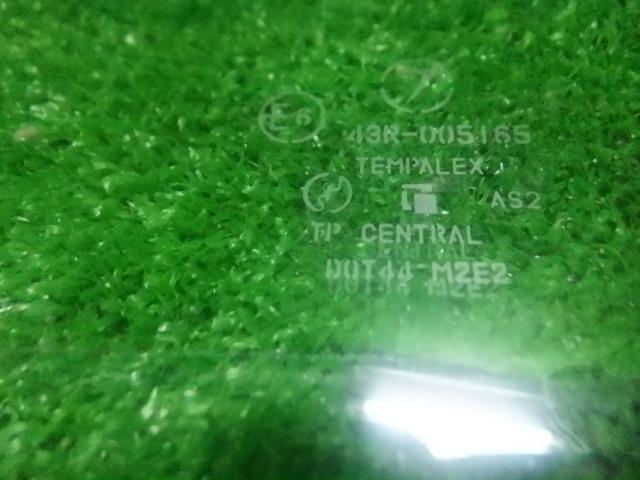 E6 43R-005165
TEMPALEX
AS2
TP CENTRAL
DOT44 M2E2